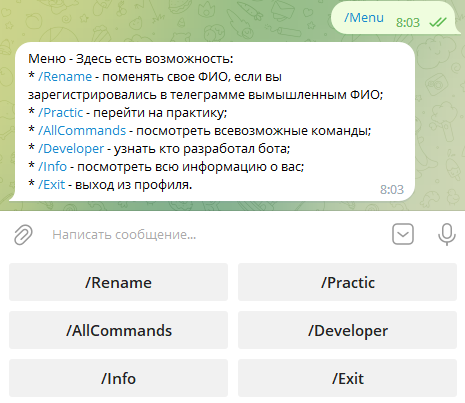 /Menu 8:03
Меню - Здесь есть возможность:
* /Rename - поменять свое ФИО, если вы
зарегистрировались в телеграмме вымышленным ФИО;
* /Practic - перейти на практику;
* /AllCommands - посмотреть всевозможные команды;
* /Developer - узнать кто разработал бота;
* /Info - посмотреть всю информацию о вас;
* /Exit - выход из профиля.
8:03
Написать сообщение...
/Rename /Practic
/AllCommands /Developer
/Info /Exit